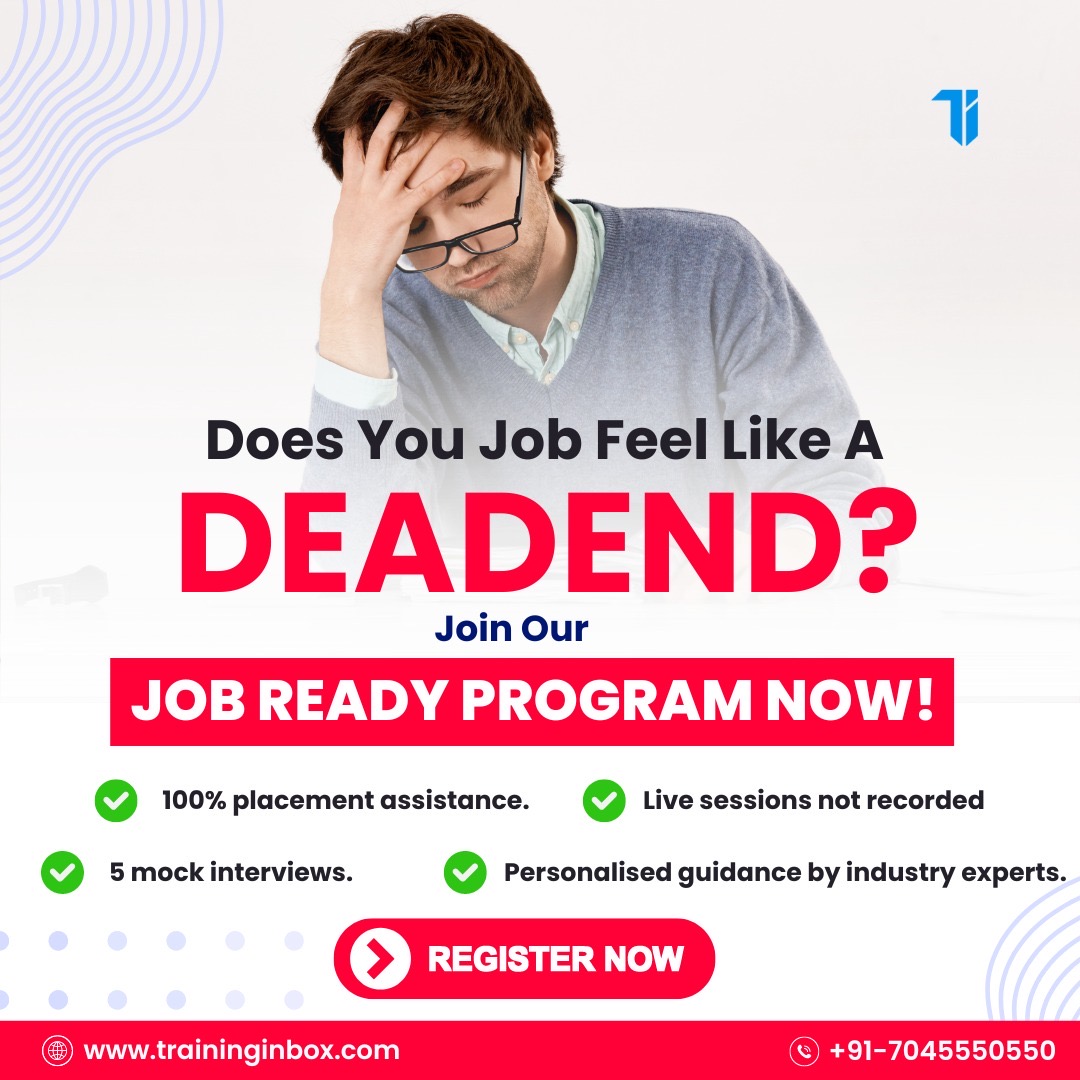 Does You Job Feel Like A
DEADEND?
Join Our
JOB READY PROGRAM NOW!
100% placement assistance.
Live sessions not recorded
5 mock interviews.
Personalised guidance by industry experts.
REGISTER NOW
www.traininginbox.com
+91-7045550550